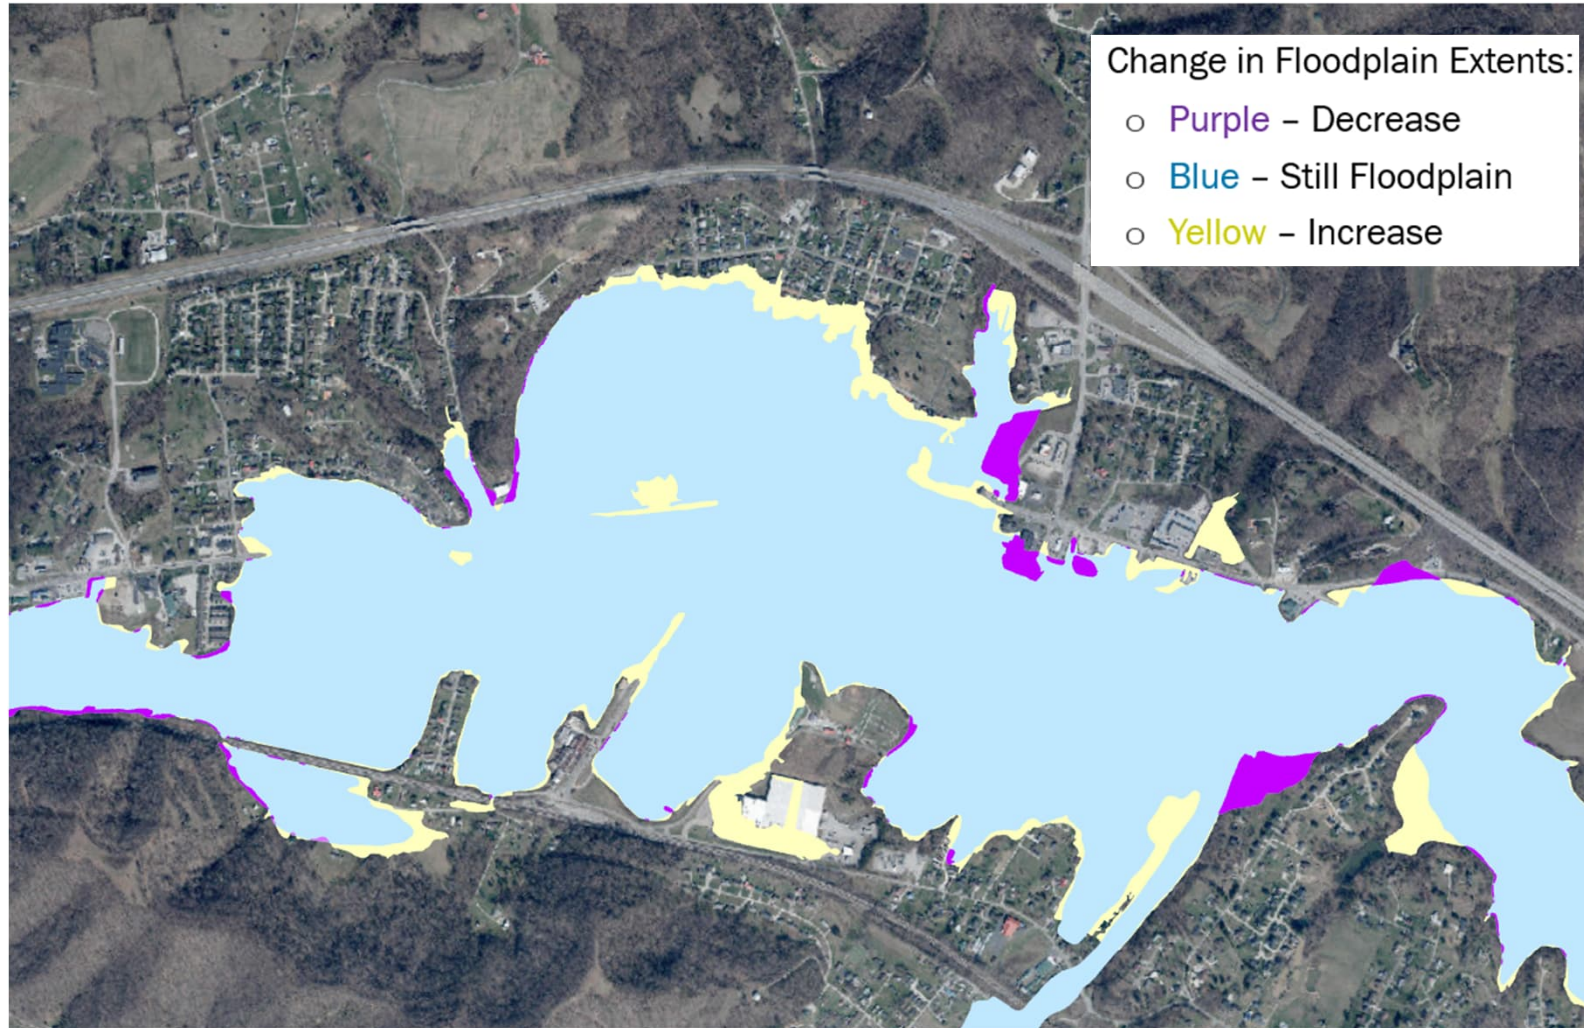 Change in Floodplain Extents:
o Purple – Decrease
o Blue – Still Floodplain
o Yellow – Increase